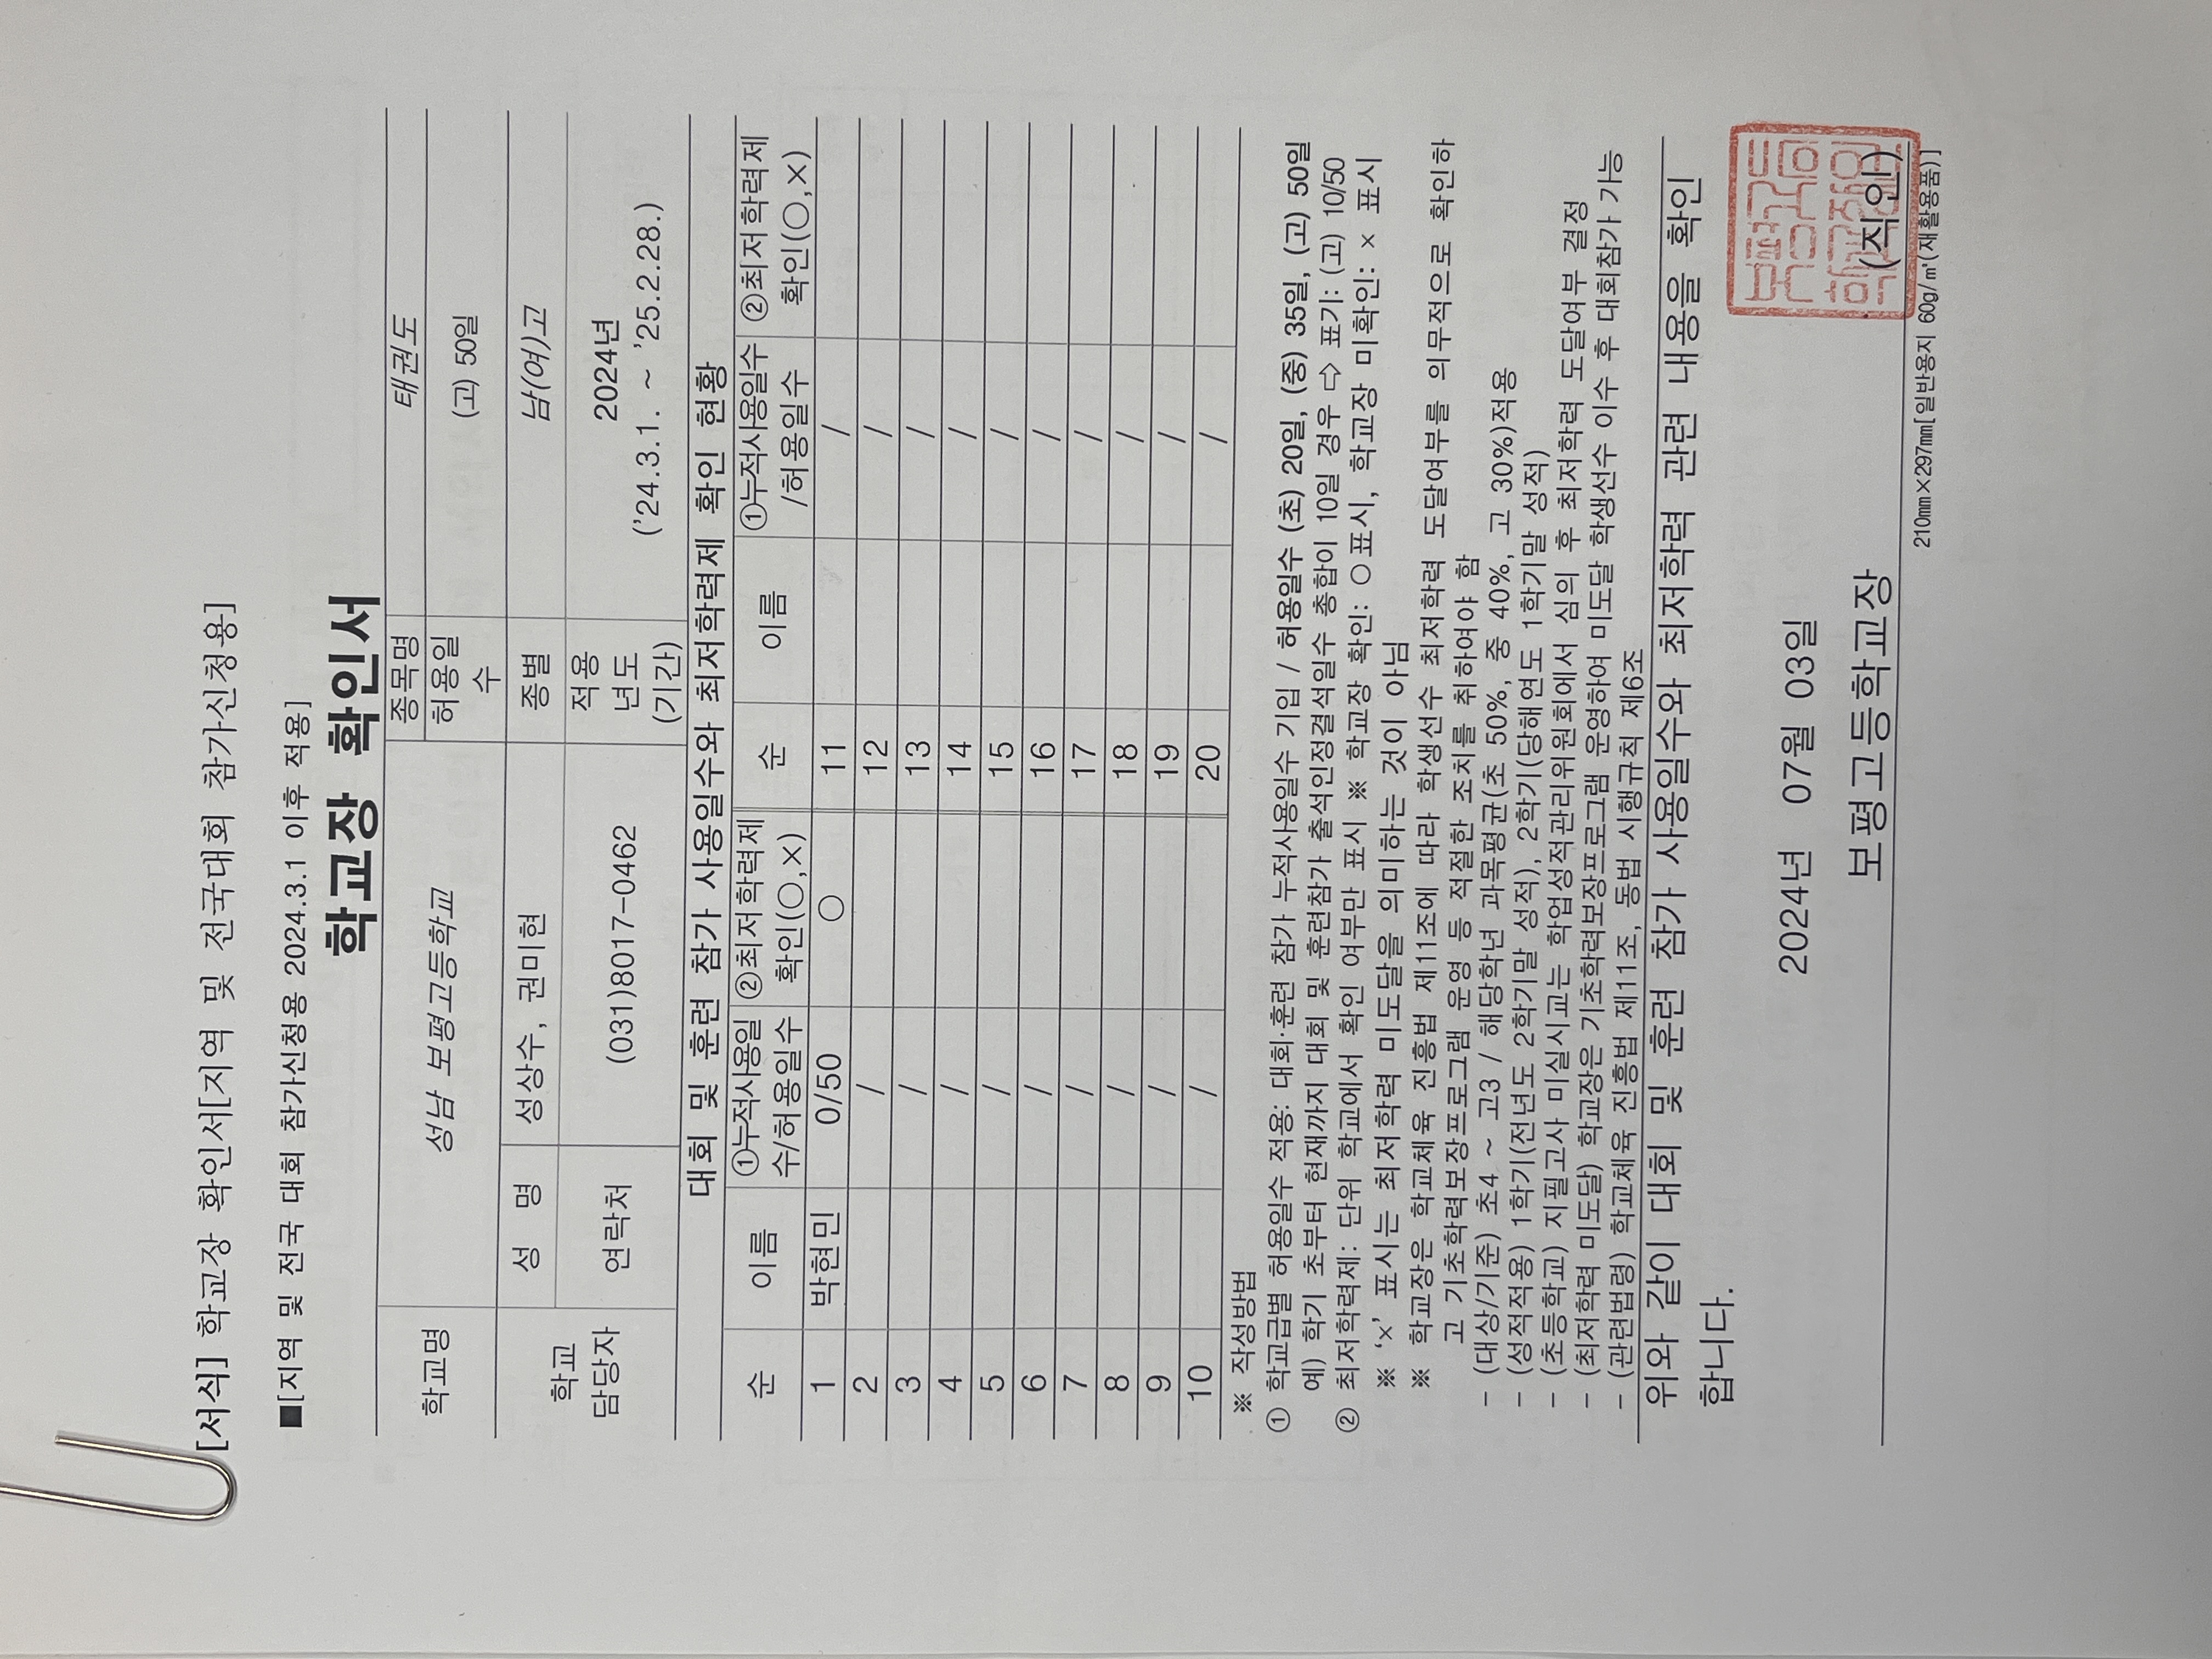 [서식] 학교장 확인서[지역 및 전국대회 참가신청용]
■[지역 및 전국 대회 참가신청용 2024.3.1 이후 적용]
학교장 확인서
학교명 성남 보평고등학교 종목명 태권도
허용일수 (고) 50일
학교 담당자 성 명 성상수, 권미현 종별 남(여)고
연락처 (031)8017-0462 적용 년도 (기간) 2024년 ('24.3.1. ~ '25.2.28.)
대회 및 훈련 참가 사용일수와 최저학력제 확인 현황
순 이름 ①누적사용일수/허용일수 ②최저학력제 확인(○,×) 순 이름 ①누적사용일수/허용일수 ②최저학력제 확인(○,×)
1 박현민 0/50 ○ 11 /
2 / 12 /
3 / 13 /
4 / 14 /
5 / 15 /
6 / 16 /
7 / 17 /
8 / 18 /
9 / 19 /
10 / 20 /
※ 작성방법
① 학교급별 허용일수 적용: 대회·훈련 참가 누적사용일수 기입 / 허용일수 (초) 20일, (중) 35일, (고) 50일
예) 학기 초부터 현재까지 대회 및 훈련참가 출석인정결석일수 총합이 10일 경우 ⇨ 표기: (고) 10/50
② 최저학력제: 단위 학교에서 확인 여부만 표시 ※ 학교장 확인: ○표시, 학교장 미확인: × 표시
※ '×' 표시는 최저학력 미도달을 의미하는 것이 아님
※ 학교장은 학교체육 진흥법 제11조에 따라 학생선수 최저학력 도달여부를 의무적으로 확인하
고 기초학력보장프로그램 운영 등 적절한 조치를 취하여야 함
- (대상/기준) 초4 ~ 고3 / 해당학년 과목평균(초 50%, 중 40%, 고 30%)적용
- (성적적용) 1학기(전년도 2학기말 성적), 2학기(당해연도 1학기말 성적)
- (초등학교) 지필고사 미실시교는 학업성적관리위원회에서 심의 후 최저학력 도달여부 결정
- (최저학력 미도달) 학교장은 기초학력보장프로그램 운영하여 미도달 학생선수 이수 후 대회참가 가능
- (관련법령) 학교체육 진흥법 제11조, 동법 시행규칙 제6조
위와 같이 대회 및 훈련 참가 사용일수와 최저학력 관련 내용을 확인
합니다.
2024년 07월 03일
보평고등학교장 (직인)
210㎜×297㎜[일반용지 60g/㎡(재활용품)]